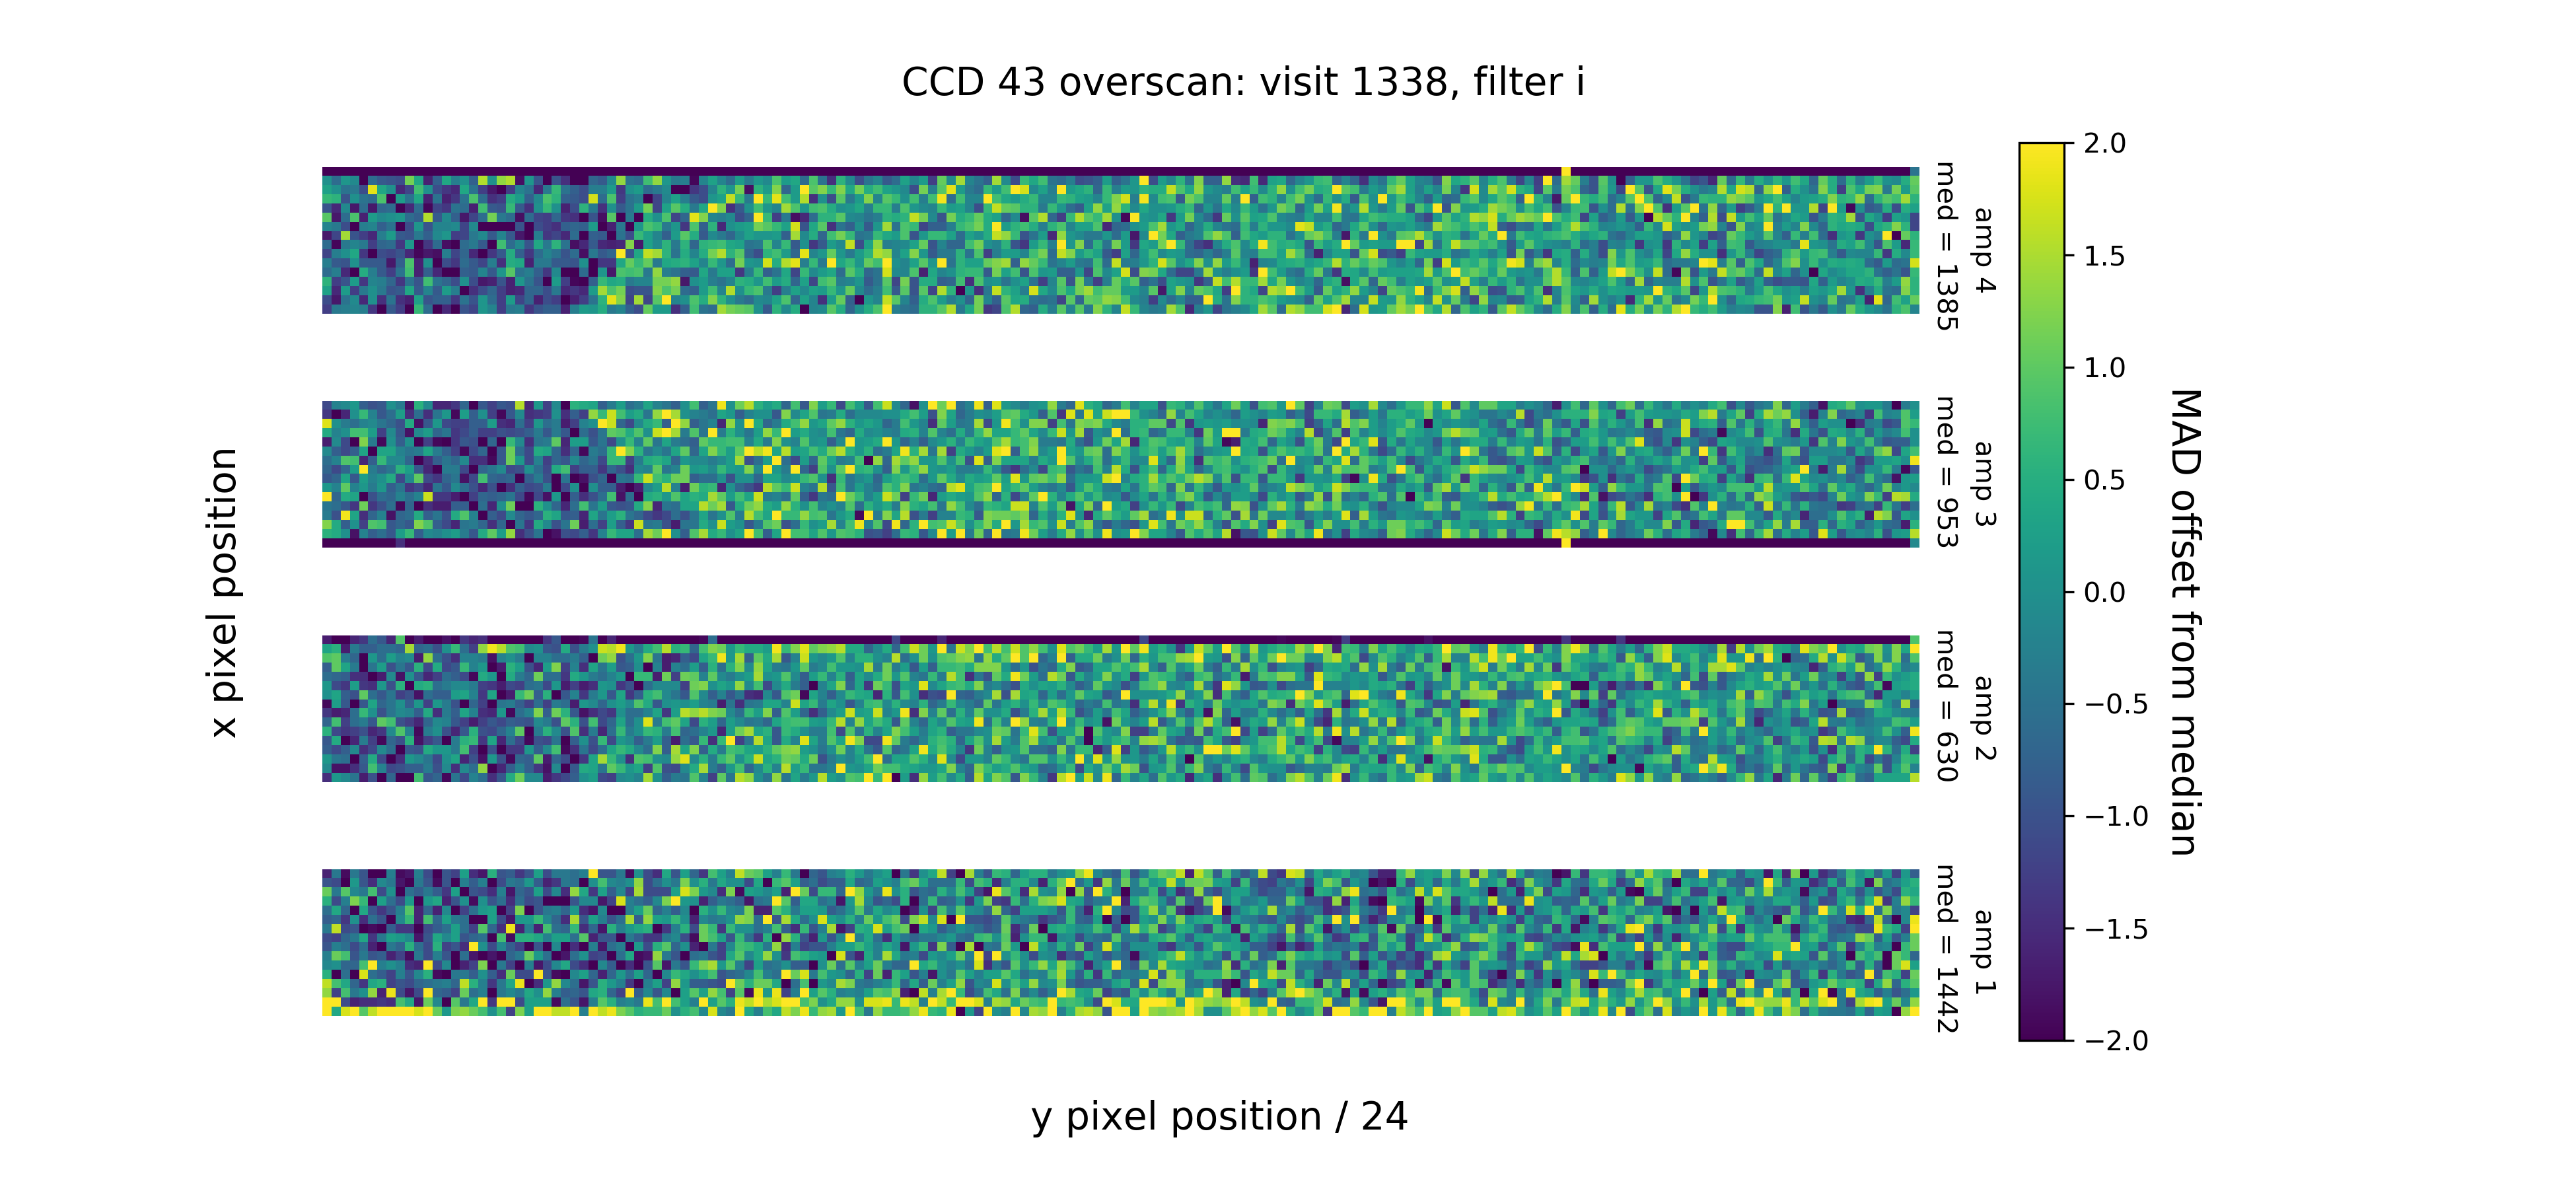 CCD 43 overscan: visit 1338, filter i
x pixel position
y pixel position / 24
amp 4
med = 1385
amp 3
med = 953
amp 2
med = 630
amp 1
med = 1442
2.0
1.5
1.0
0.5
0.0
−0.5
−1.0
−1.5
−2.0
MAD offset from median